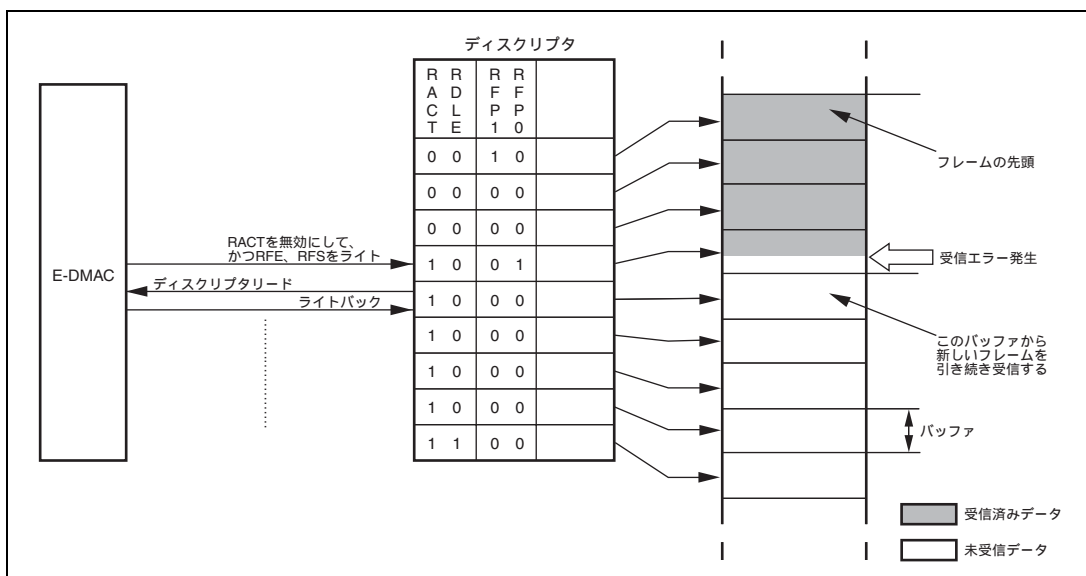 ディスクリプタ
RACT RDLE RFP1 RFP0
0 0 1 0
0 0 0 0
0 0 0 0
1 0 0 1
1 0 0 0
1 0 0 0
1 0 0 0
1 0 0 0
1 1 0 0
E-DMAC
RACTを無効にして、
かつRFE、RFSをライト
ディスクリプタリード
ライトバック
フレームの先頭
受信エラー発生
このバッファから
新しいフレームを
引き続き受信する
バッファ
受信済みデータ
未受信データ